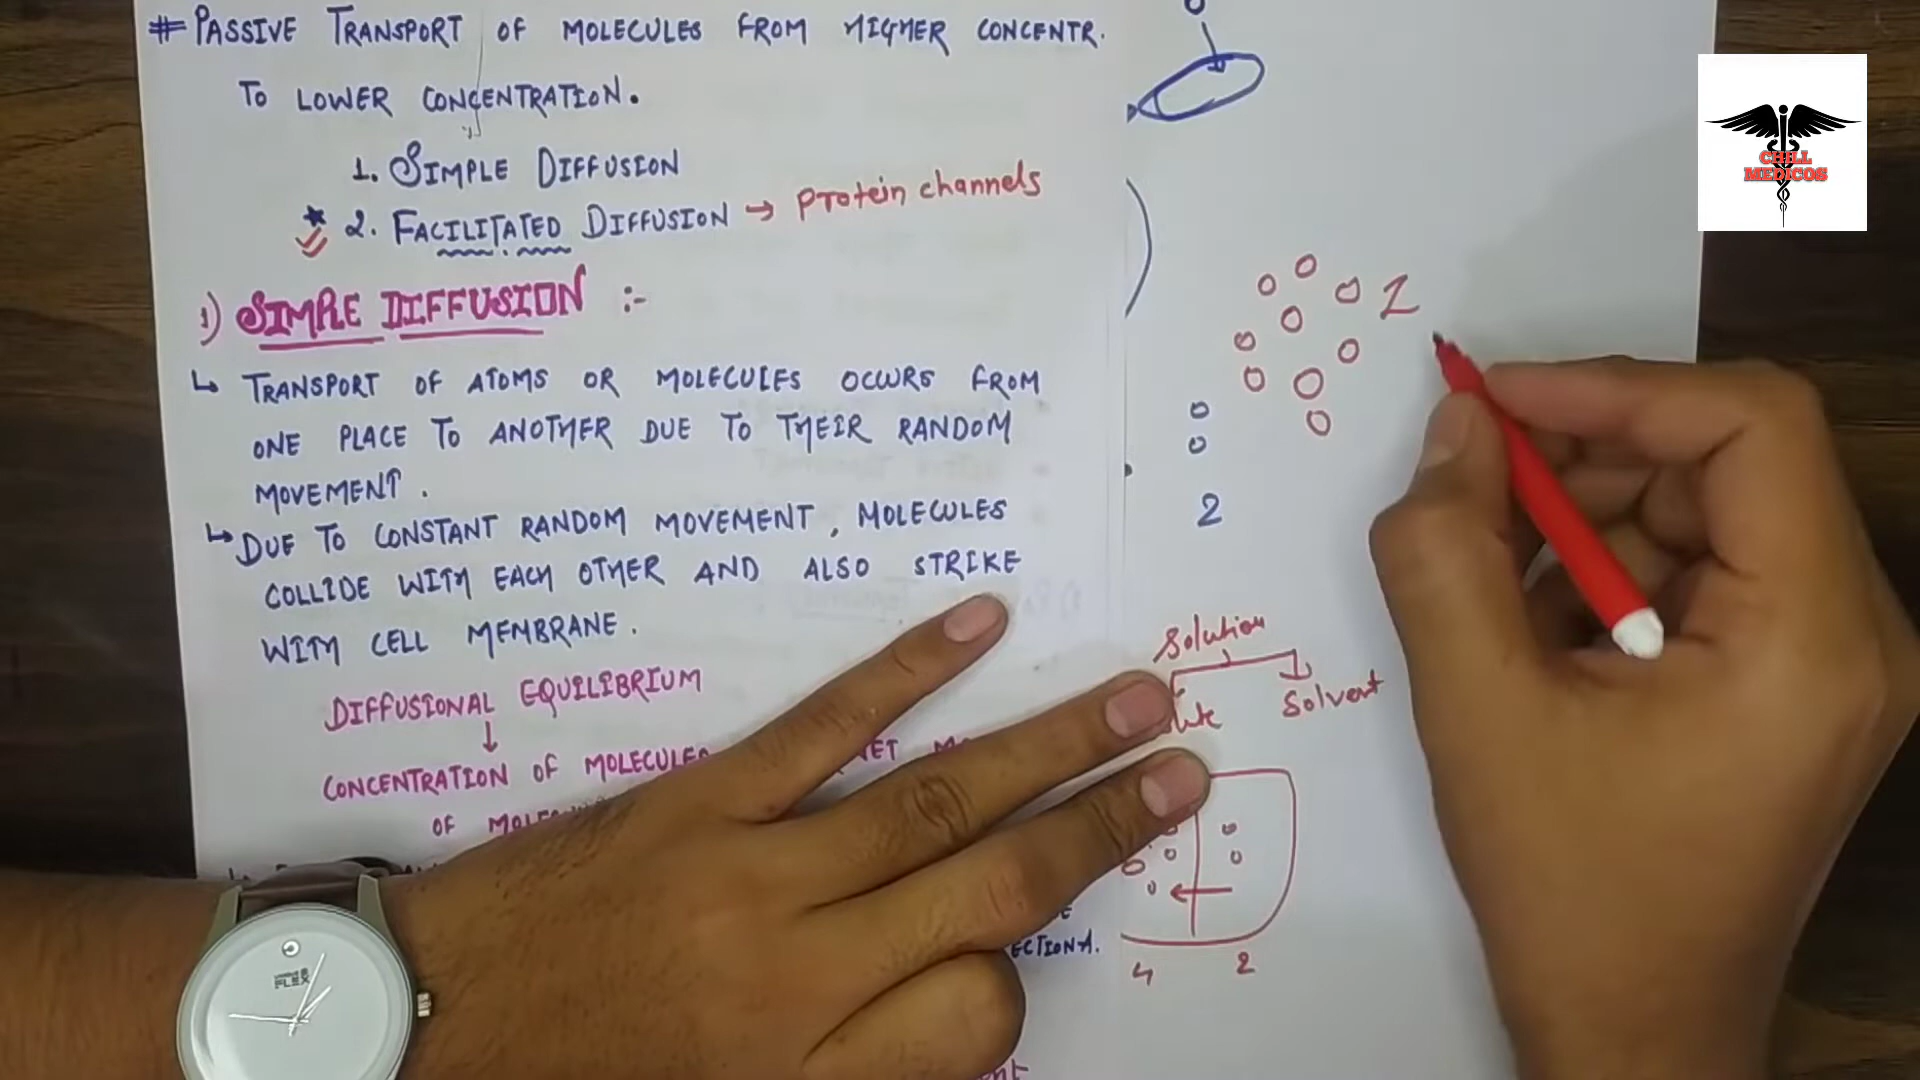 # PASSIVE TRANSPORT OF MOLECULES FROM HIGHER CONCENTR.
TO LOWER CONCENTRATION.
1. SIMPLE DIFFUSION
2. FACILITATED DIFFUSION → Protein channels
1) SIMPLE DIFFUSION :-
↳ TRANSPORT OF ATOMS OR MOLECULES OCCURS FROM
ONE PLACE TO ANOTHER DUE TO THEIR RANDOM
MOVEMENT.
↳ DUE TO CONSTANT RANDOM MOVEMENT, MOLECULES
COLLIDE WITH EACH OTHER AND ALSO STRIKE
WITH CELL MEMBRANE.
DIFFUSIONAL EQUILIBRIUM
↓
CONCENTRATION OF MOLECULES
OF
ECTIONA.
2
Solution
Solvent
4 2
CHILL
MEDICOS
FLEX